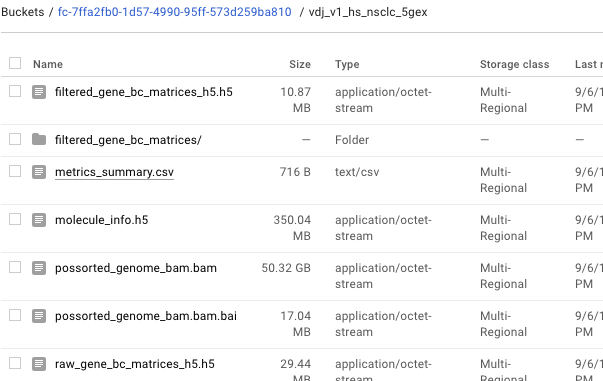 Buckets / fc-7ffa2fb0-1d57-4990-95ff-573d259ba810 / vdj_v1_hs_nsclc_5gex
Name Size Type Storage class Last
filtered_gene_bc_matrices_h5.h5 10.87 application/octet- Multi- 9/6/1
MB stream Regional PM
filtered_gene_bc_matrices/ — Folder — —
metrics_summary.csv 716 B text/csv Multi- 9/6/1
Regional PM
molecule_info.h5 350.04 application/octet- Multi- 9/6/1
MB stream Regional PM
possorted_genome_bam.bam 50.32 GB application/octet- Multi- 9/6/1
stream Regional PM
possorted_genome_bam.bam.bai 17.04 application/octet- Multi- 9/6/1
MB stream Regional PM
raw_gene_bc_matrices_h5.h5 29.44 application/octet- Multi- 9/6/1
MB stream Regional PM